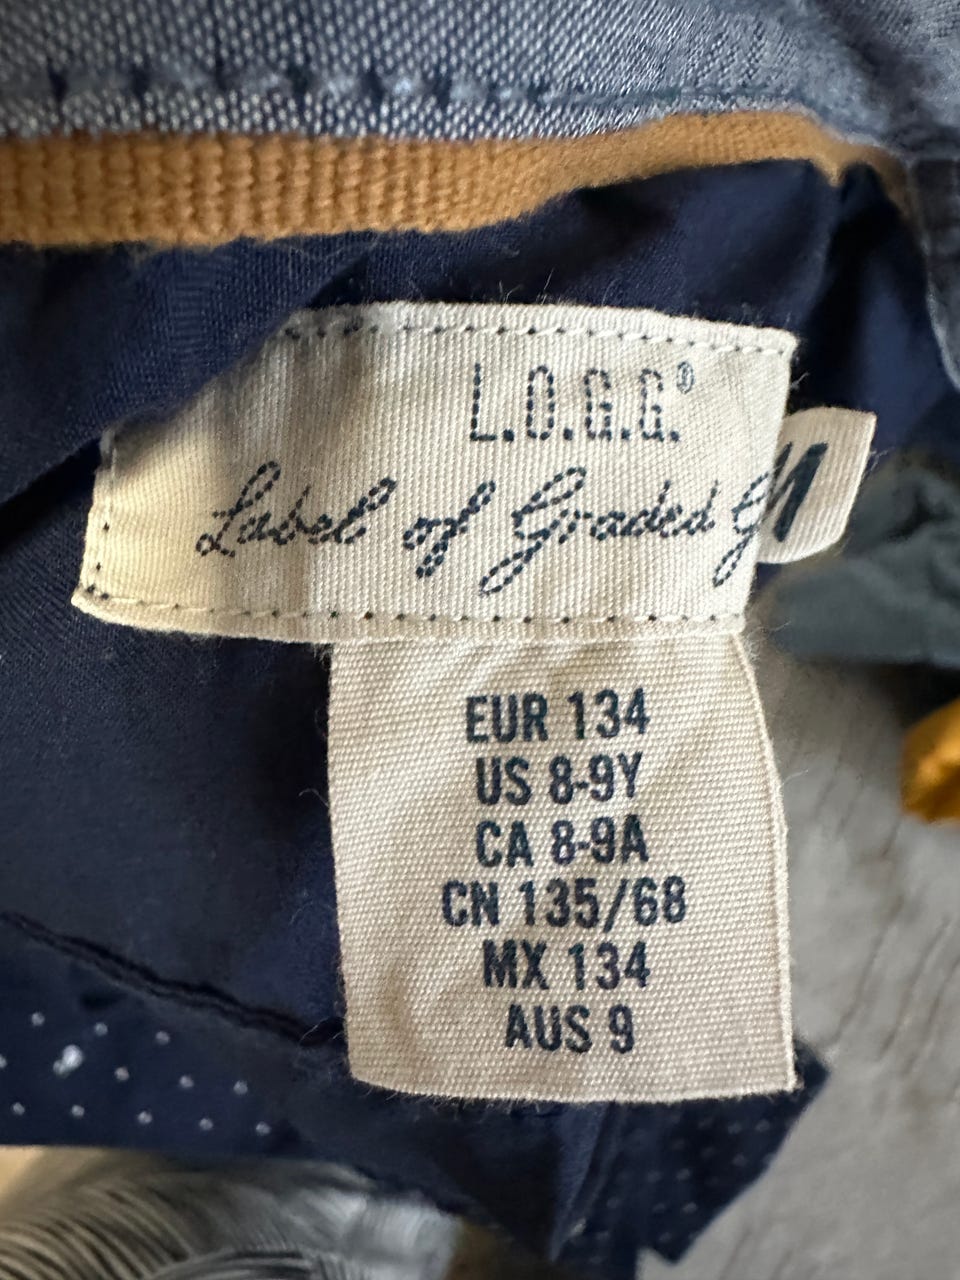 L.O.G.G.®
Label of Graded
EUR 134
US 8-9Y
CA 8-9A
CN 135/68
MX 134
AUS 9